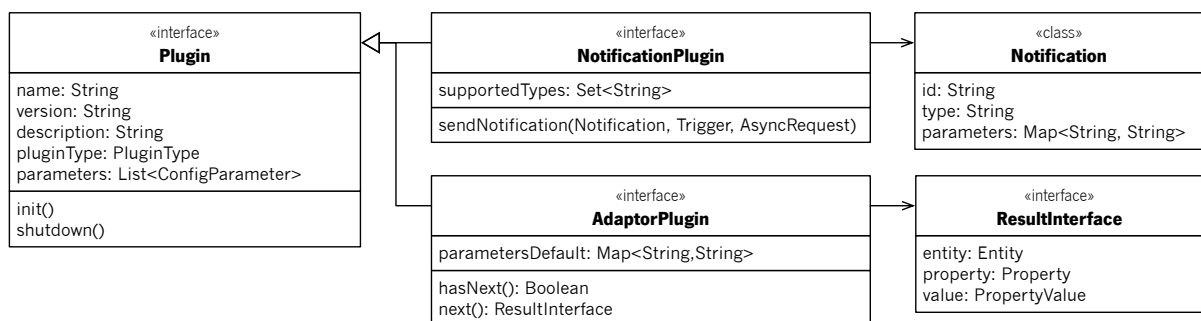 «interface»
Plugin
name: String
version: String
description: String
pluginType: PluginType
parameters: List<ConfigParameter>
init()
shutdown()
«interface»
NotificationPlugin
supportedTypes: Set<String>
sendNotification(Notification, Trigger, AsyncRequest)
«class»
Notification
id: String
type: String
parameters: Map<String, String>
«interface»
AdaptorPlugin
parametersDefault: Map<String,String>
hasNext(): Boolean
next(): ResultInterface
«interface»
ResultInterface
entity: Entity
property: Property
value: PropertyValue